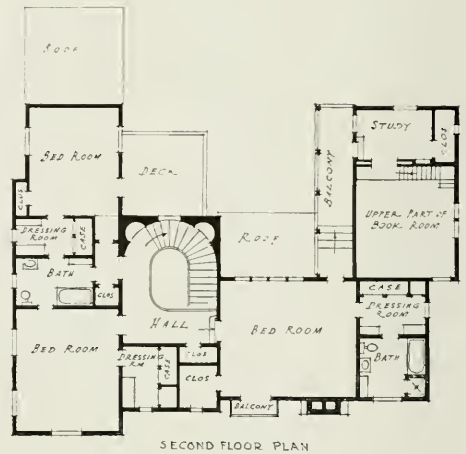 ROOF
BED ROOM
DECK
BALCONY
STUDY
CLOS
UPPER PART OF
BOOK ROOM
CLOS
DRESSING
ROOM
CASE
ROOF
BATH
CLOS
HALL
CASE
DRESSING
ROOM
BED ROOM
BED ROOM
DRESSING
RM
CASE
CLOS
CLOS
BATH
BALCONY
SECOND FLOOR PLAN